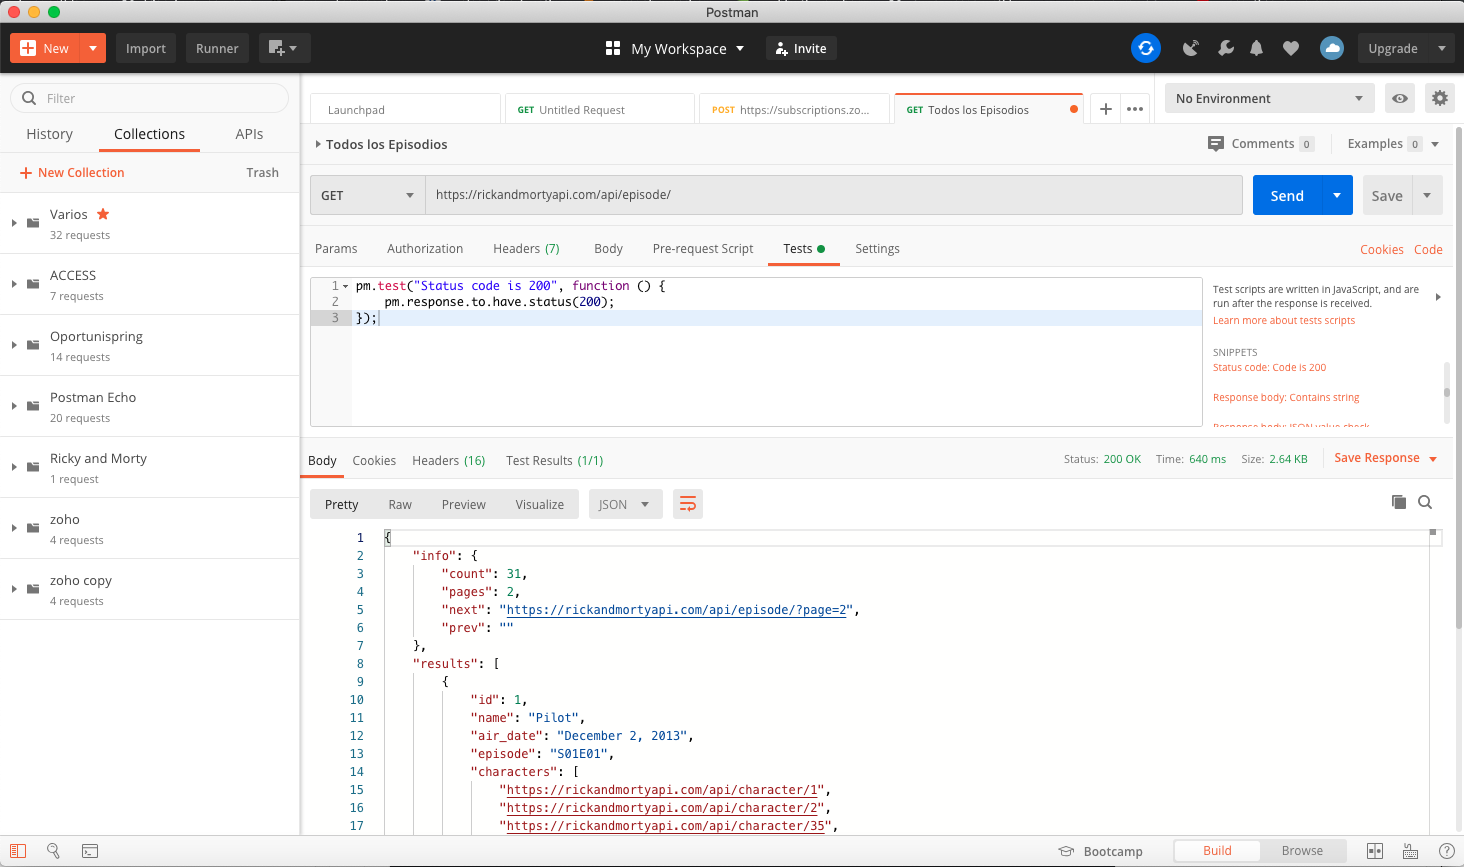 Postman
New
Import
Runner
My Workspace
Invite
Upgrade
Filter
History
Collections
APIs
New Collection
Trash
Varios
32 requests
ACCESS
7 requests
Oportunispring
14 requests
Postman Echo
20 requests
Ricky and Morty
1 request
zoho
4 requests
zoho copy
4 requests
Launchpad
GET Untitled Request
POST https://subscriptions.zo...
GET Todos los Episodios
No Environment
Todos los Episodios
Comments 0
Examples 0
GET
https://rickandmortyapi.com/api/episode/
Send
Save
Params
Authorization
Headers (7)
Body
Pre-request Script
Tests
Settings
Cookies
Code
1 pm.test("Status code is 200", function () {
2 pm.response.to.have.status(200);
3 });
Test scripts are written in JavaScript, and are
run after the response is received.
Learn more about tests scripts
SNIPPETS
Status code: Code is 200
Response body: Contains string
Response body: JSON value check
Body
Cookies
Headers (16)
Test Results (1/1)
Status: 200 OK
Time: 640 ms
Size: 2.64 KB
Save Response
Pretty
Raw
Preview
Visualize
JSON
1 {
2 "info": {
3 "count": 31,
4 "pages": 2,
5 "next": "https://rickandmortyapi.com/api/episode/?page=2",
6 "prev": ""
7 },
8 "results": [
9 {
10 "id": 1,
11 "name": "Pilot",
12 "air_date": "December 2, 2013",
13 "episode": "S01E01",
14 "characters": [
15 "https://rickandmortyapi.com/api/character/1",
16 "https://rickandmortyapi.com/api/character/2",
17 "https://rickandmortyapi.com/api/character/35",
Bootcamp
Build
Browse